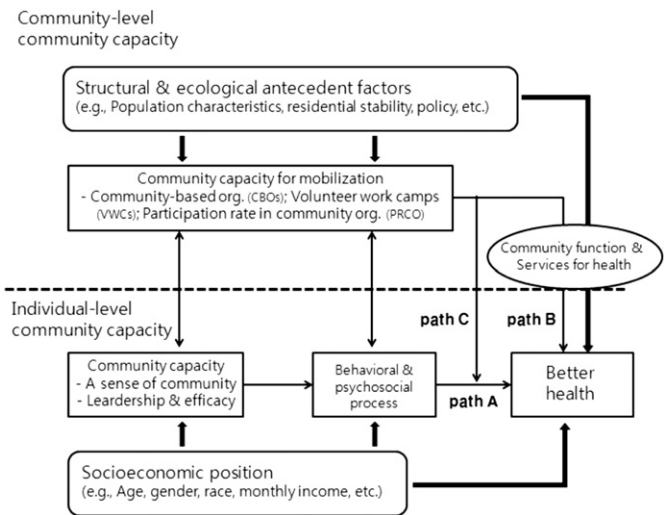 Community-level
community capacity
Structural & ecological antecedent factors
(e.g., Population characteristics, residential stability, policy, etc.)
Community capacity for mobilization
- Community-based org. (CBOs); Volunteer work camps
(VWCs); Participation rate in community org. (PRCO)
Community function &
Services for health
Individual-level
community capacity
path C
path B
Community capacity
- A sense of community
- Leardership & efficacy
Behavioral &
psychosocial
process
path A
Better
health
Socioeconomic position
(e.g., Age, gender, race, monthly income, etc.)